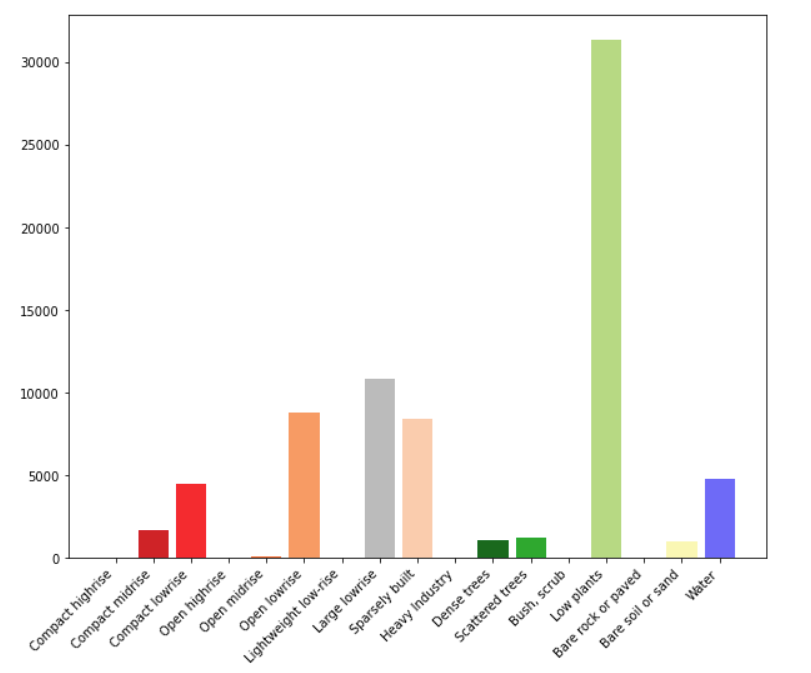 30000
25000
20000
15000
10000
5000
0
Compact highrise
Compact midrise
Compact lowrise
Open highrise
Open midrise
Open lowrise
Lightweight low-rise
Large lowrise
Sparsely built
Heavy Industry
Dense trees
Scattered trees
Bush, scrub
Low plants
Bare rock or paved
Bare soil or sand
Water